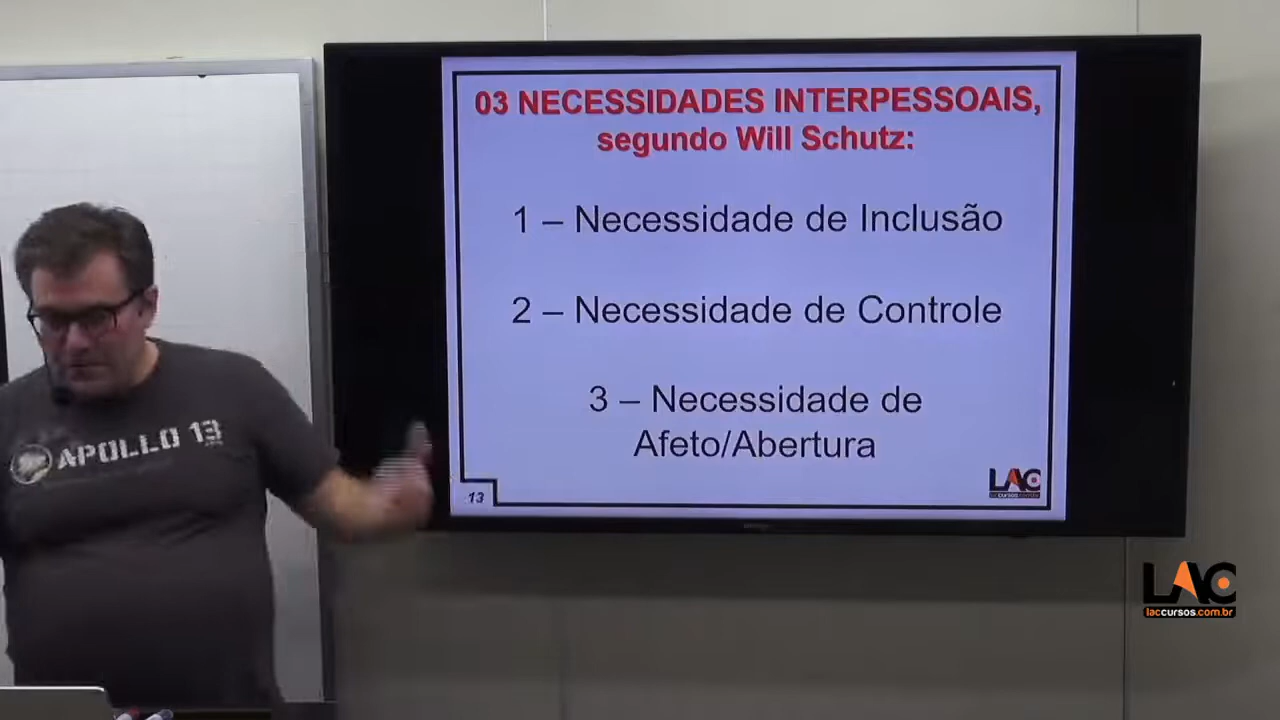 03 NECESSIDADES INTERPESSOAIS,
segundo Will Schutz:
1 – Necessidade de Inclusão
2 – Necessidade de Controle
3 – Necessidade de
Afeto/Abertura
13
LAC
APOLLO 13
LAC
laccursos.com.br